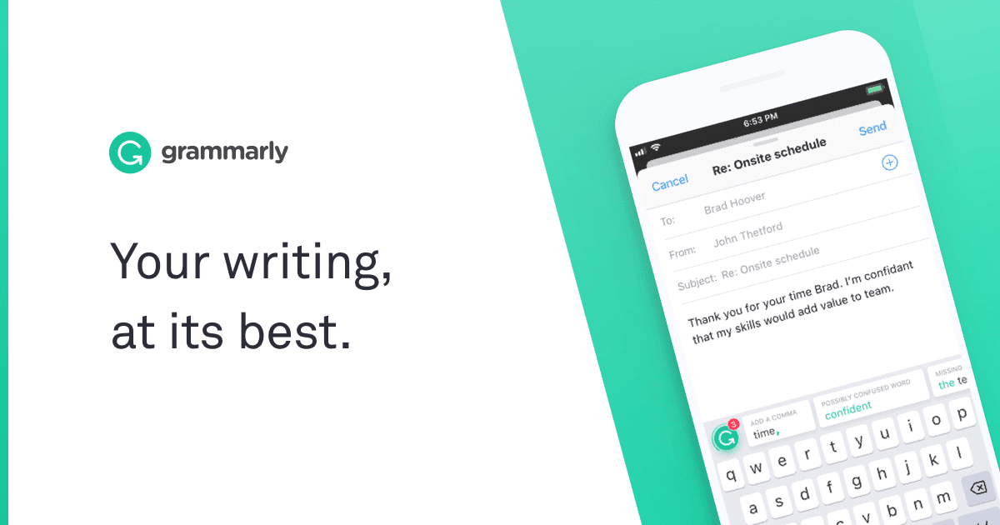 grammarly
Your writing,
at its best.
6:53 PM
Cancel
Re: Onsite schedule
Send
To: Brad Hoover
From: John Thetford
Subject: Re: Onsite schedule
Thank you for your time Brad. I'm confidant
that my skills would add value to team.
3
ADD A COMMA
time,
POSSIBLY CONFUSED WORD
confident
MISSING
the te
q w e r t y u i o p
a s d f g h j k l
c v b n m